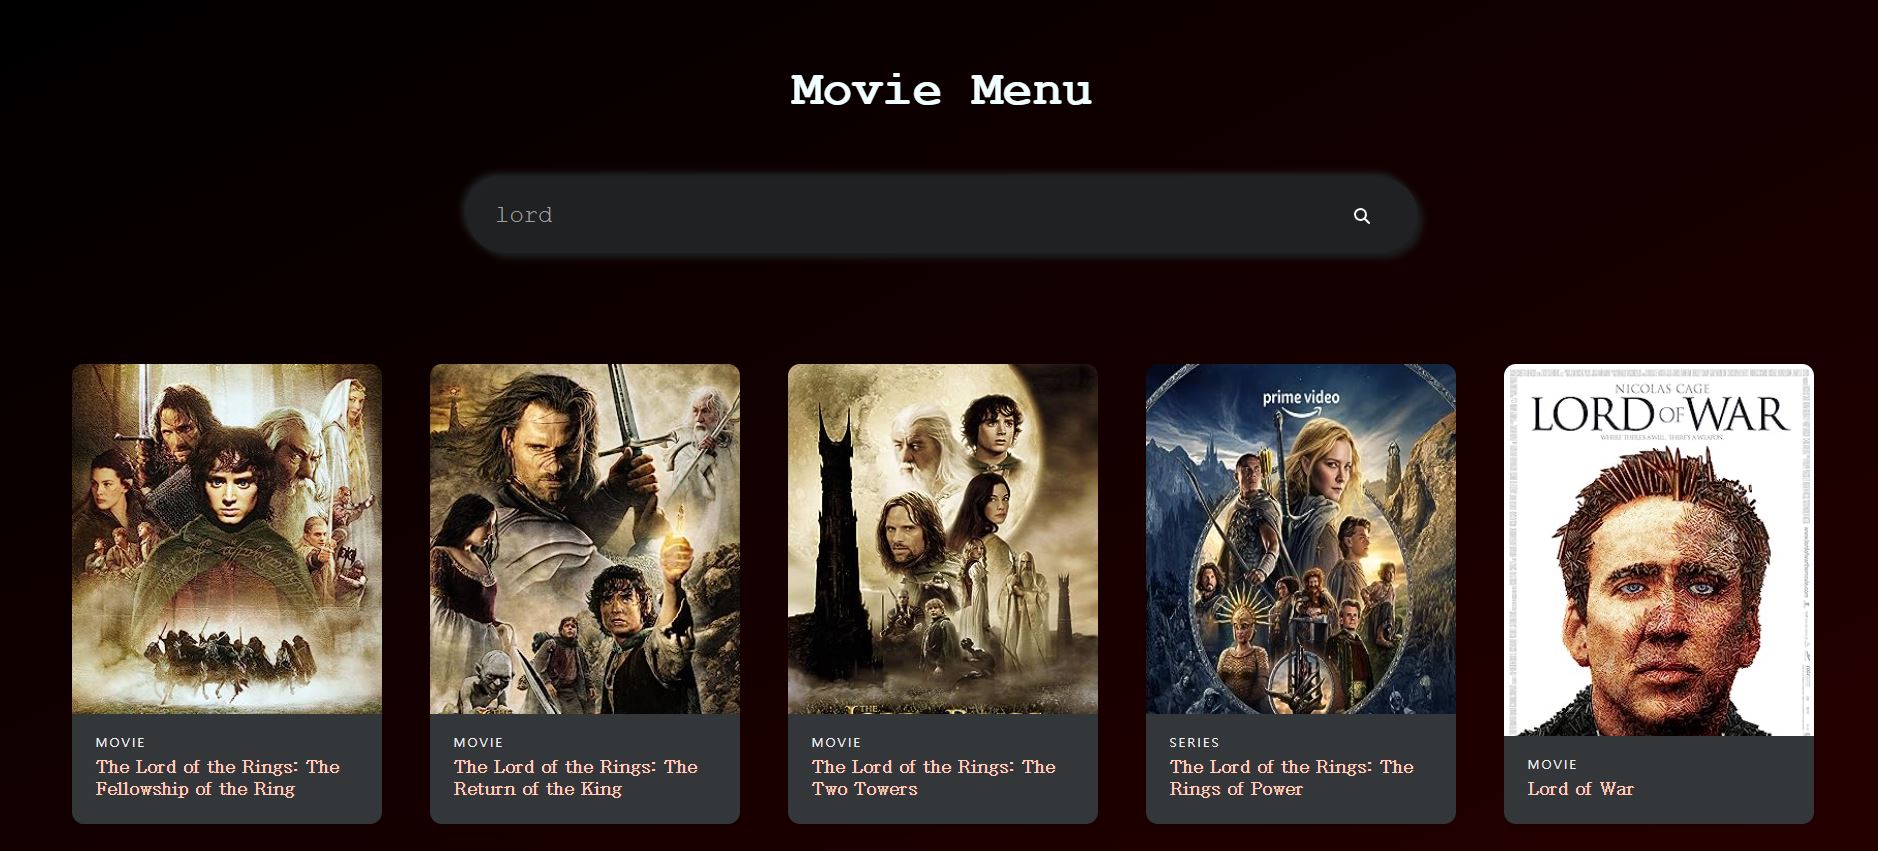 Movie Menu
lord
prime video
NICOLAS CAGE
LORD OF WAR
WHERE THERE'S A WILL, THERE'S A WEAPON.
THE
THE
MOVIE
The Lord of the Rings: The
Fellowship of the Ring
MOVIE
The Lord of the Rings: The
Return of the King
MOVIE
The Lord of the Rings: The
Two Towers
SERIES
The Lord of the Rings: The
Rings of Power
MOVIE
Lord of War